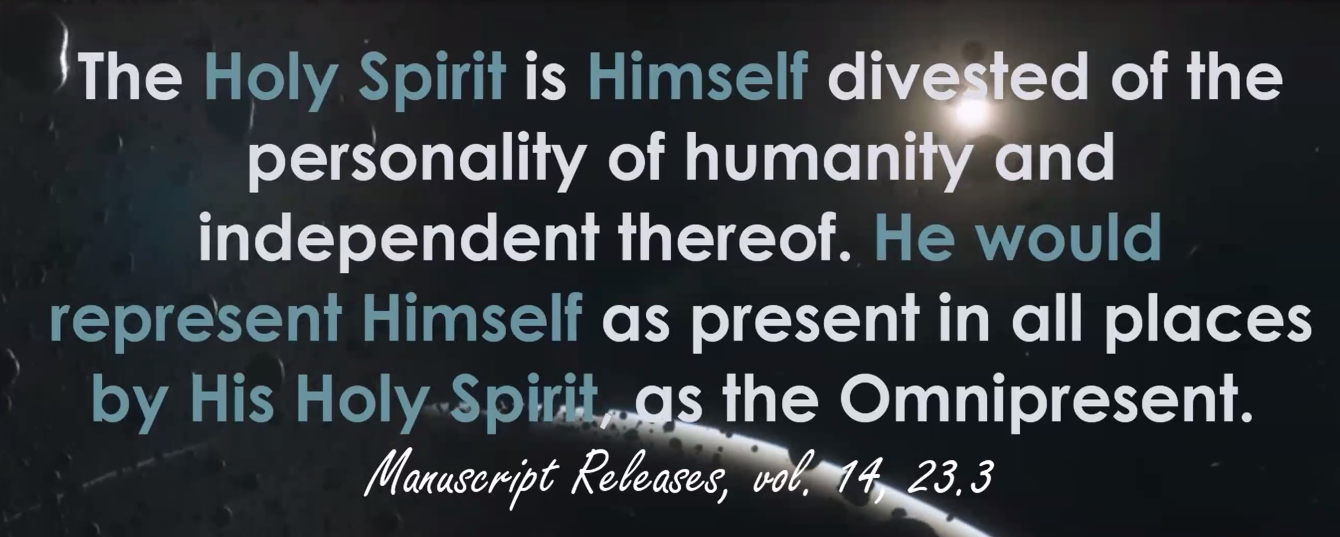 The Holy Spirit is Himself divested of the
personality of humanity and
independent thereof. He would
represent Himself as present in all places
by His Holy Spirit, as the Omnipresent.
Manuscript Releases, vol. 14, 23.3